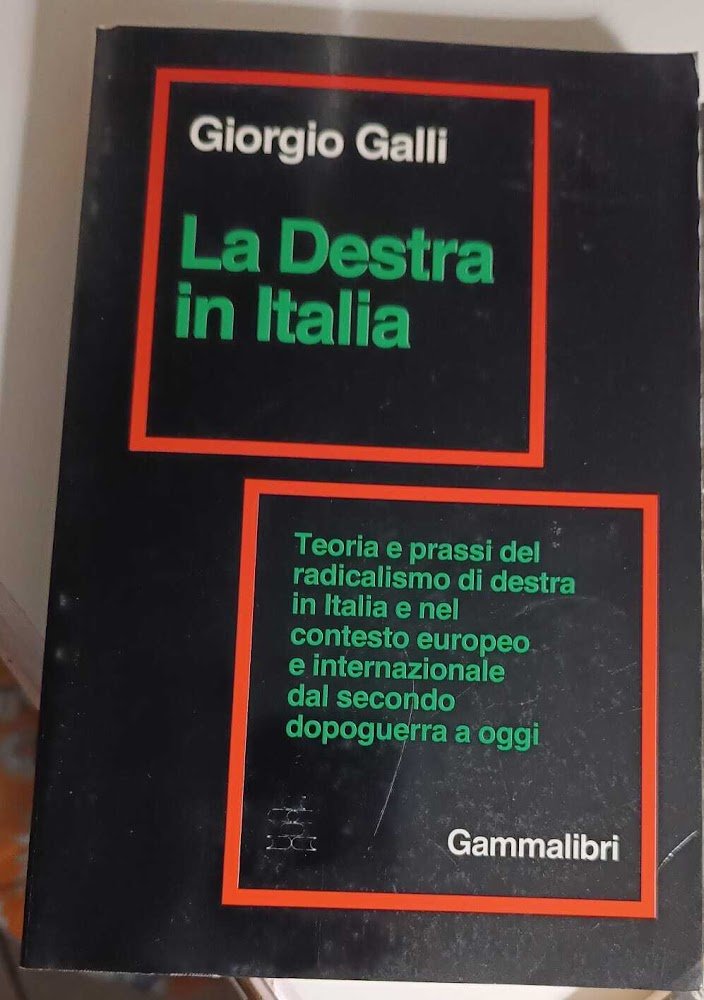 Giorgio Galli
La Destra
in Italia
Teoria e prassi del
radicalismo di destra
in Italia e nel
contesto europeo
e internazionale
dal secondo
dopoguerra a oggi
Gammalibri